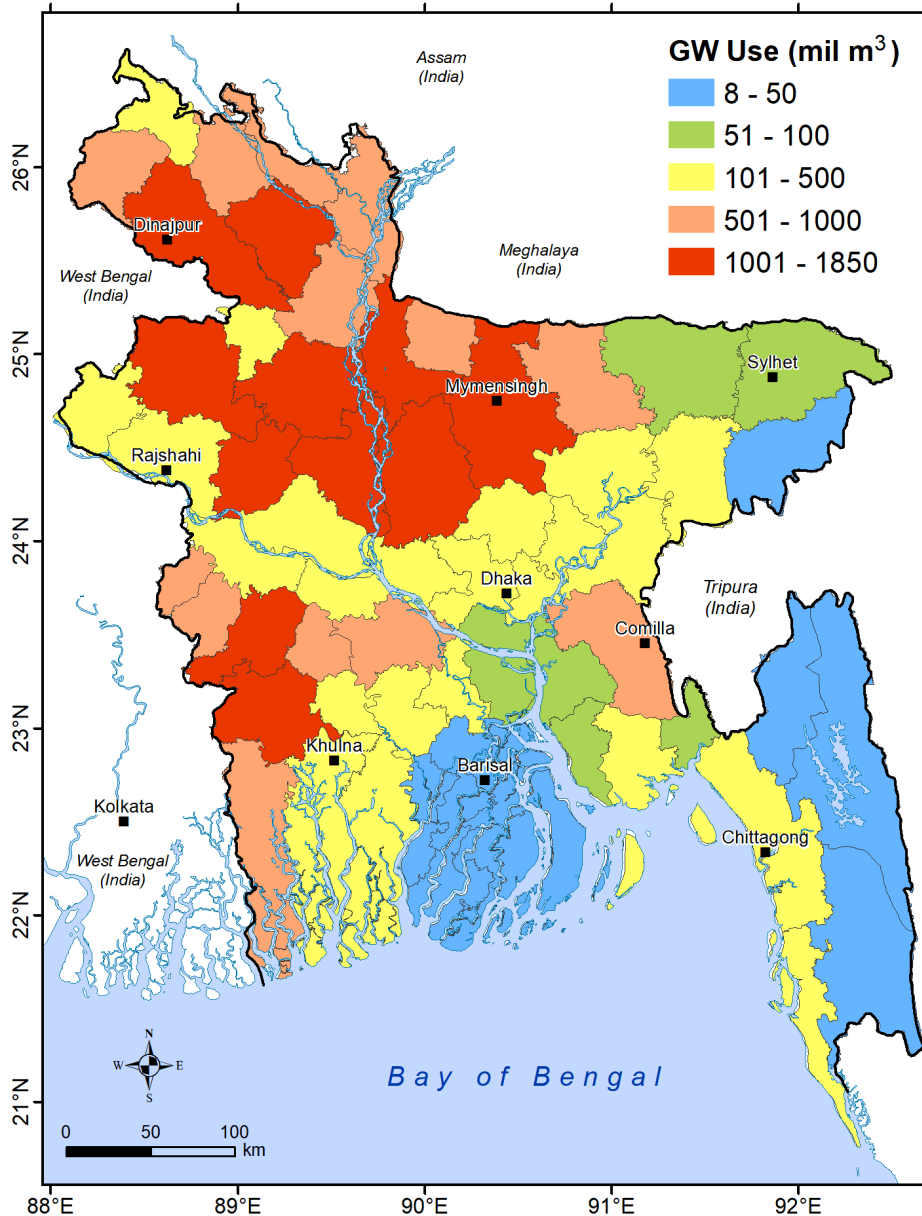 GW Use (mil m³)
8 - 50
51 - 100
101 - 500
501 - 1000
1001 - 1850
Assam
(India)
26°N
Dinajpur
Meghalaya
(India)
West Bengal
(India)
25°N
Sylhet
Mymensingh
Rajshahi
24°N
Dhaka
Tripura
(India)
Comilla
23°N
Khulna
Barisal
Kolkata
Chittagong
West Bengal
(India)
22°N
N
W
E
S
Bay of Bengal
21°N
0
50
100
km
88°E
89°E
90°E
91°E
92°E